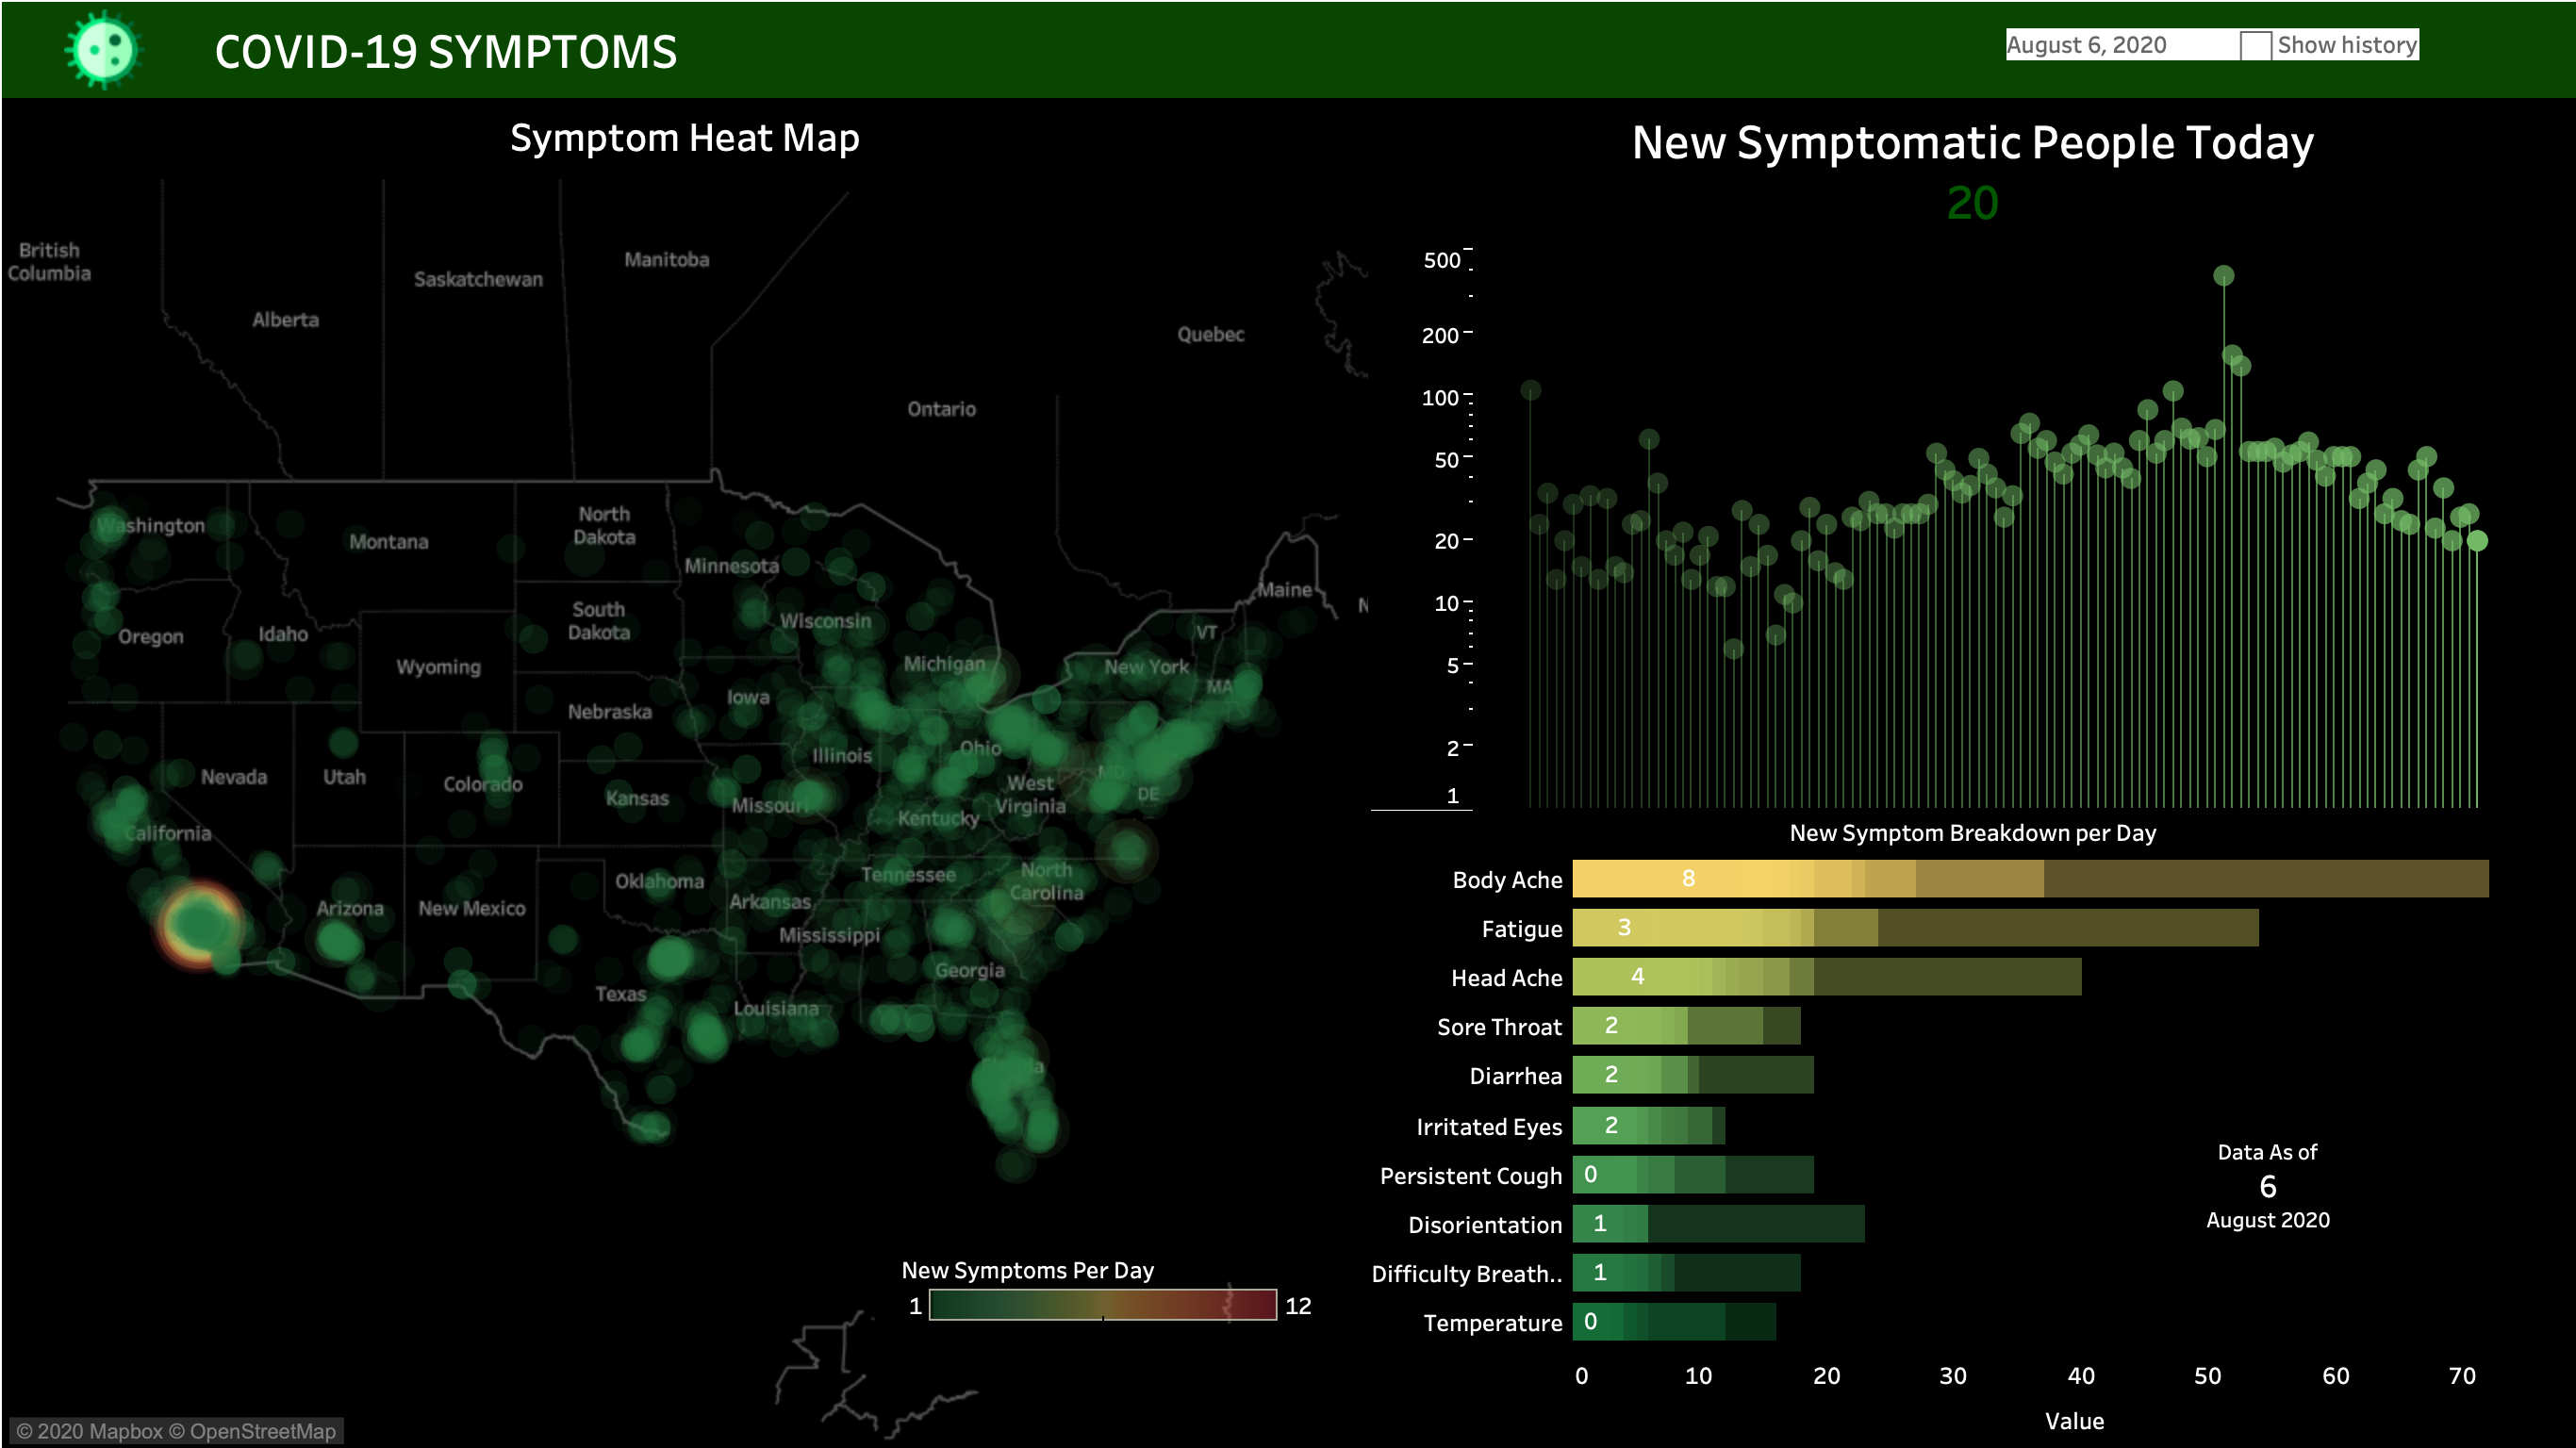 COVID-19 SYMPTOMS
August 6, 2020
Show history
Symptom Heat Map
British
Columbia
Alberta
Saskatchewan
Manitoba
Ontario
Quebec
Washington
Montana
North
Dakota
Minnesota
Maine
N
Oregon
Idaho
South
Dakota
Wisconsin
VT
Wyoming
Michigan
New York
Iowa
MA
Nebraska
Nevada
Utah
Colorado
Illinois
Ohio
MD
Kansas
Missouri
West
Virginia
DE
California
Kentucky
Oklahoma
Tennessee
North
Carolina
Arizona
New Mexico
Arkansas
Mississippi
Georgia
Texas
Louisiana
New Symptoms Per Day
1
12
© 2020 Mapbox © OpenStreetMap
New Symptomatic People Today
20
500
200
100
50
20
10
5
2
1
New Symptom Breakdown per Day
Body Ache 8
Fatigue 3
Head Ache 4
Sore Throat 2
Diarrhea 2
Irritated Eyes 2
Persistent Cough 0
Disorientation 1
Difficulty Breath.. 1
Temperature 0
0 10 20 30 40 50 60 70
Value
Data As of
6
August 2020